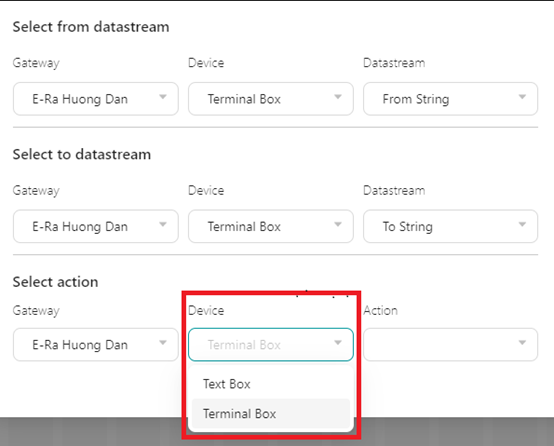 Select from datastream
Gateway Device Datastream
E-Ra Huong Dan Terminal Box From String
Select to datastream
Gateway Device Datastream
E-Ra Huong Dan Terminal Box To String
Select action
Gateway Device Action
E-Ra Huong Dan Terminal Box
Text Box
Terminal Box